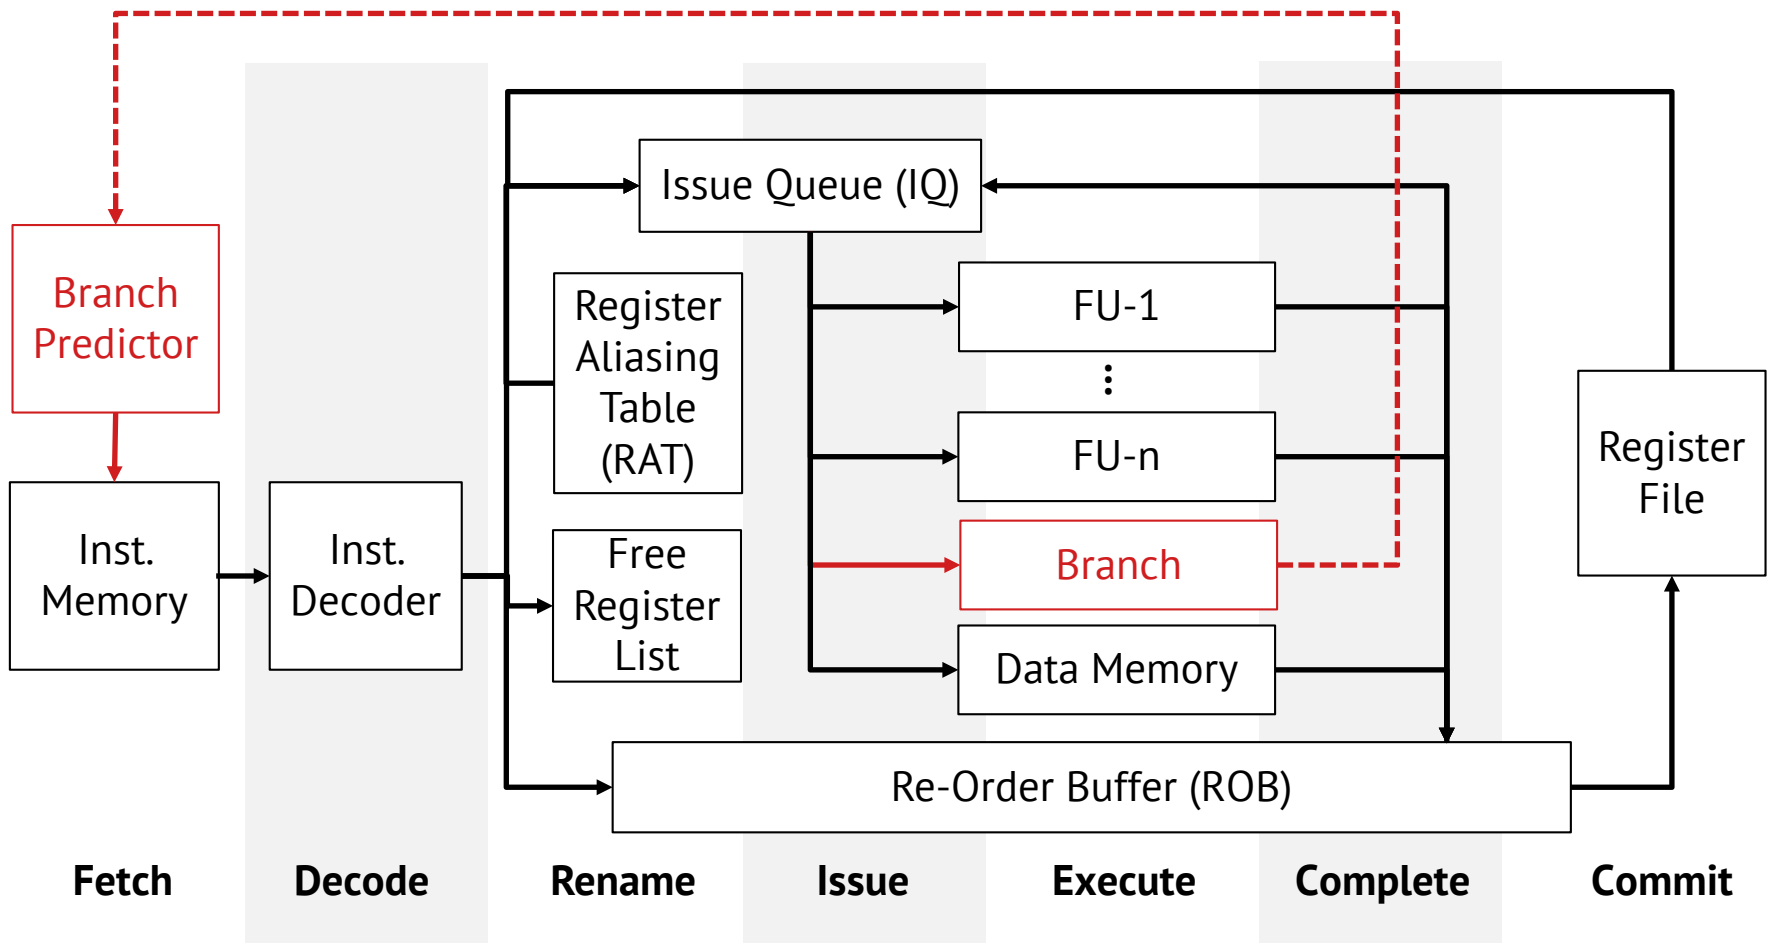 Issue Queue (IQ)
Branch
Predictor
Register
Aliasing
Table
(RAT)
FU-1
⋮
FU-n
Register
File
Inst.
Memory
Inst.
Decoder
Free
Register
List
Branch
Data Memory
Re-Order Buffer (ROB)
Fetch
Decode
Rename
Issue
Execute
Complete
Commit